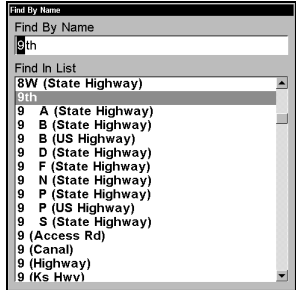 Find By Name
Find By Name
9th
Find In List
8W (State Highway)
9th
9 A (State Highway)
9 B (State Highway)
9 B (US Highway)
9 D (State Highway)
9 F (State Highway)
9 N (State Highway)
9 P (State Highway)
9 P (US Highway)
9 S (State Highway)
9 (Access Rd)
9 (Canal)
9 (Highway)
9 (Ks Hwy)